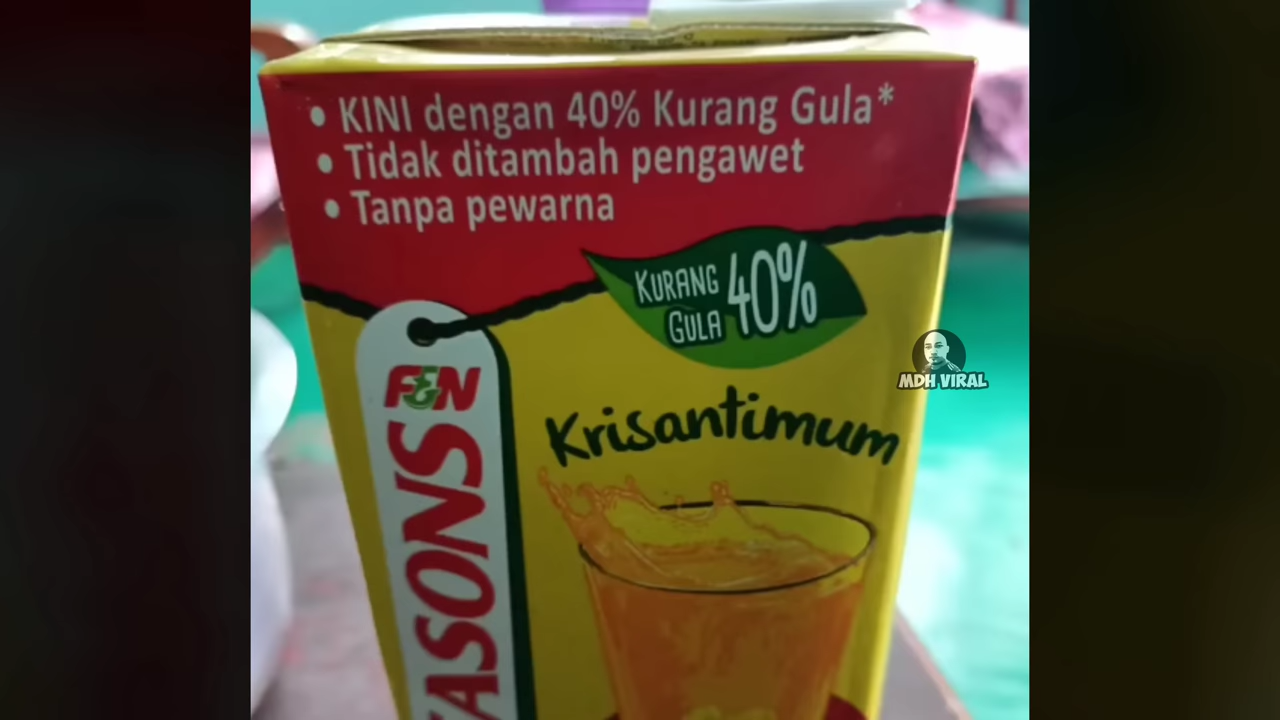 • KINI dengan 40% Kurang Gula*
• Tidak ditambah pengawet
• Tanpa pewarna
KURANG GULA 40%
F&N
ASONS
Krisantimum
MDH VIRAL